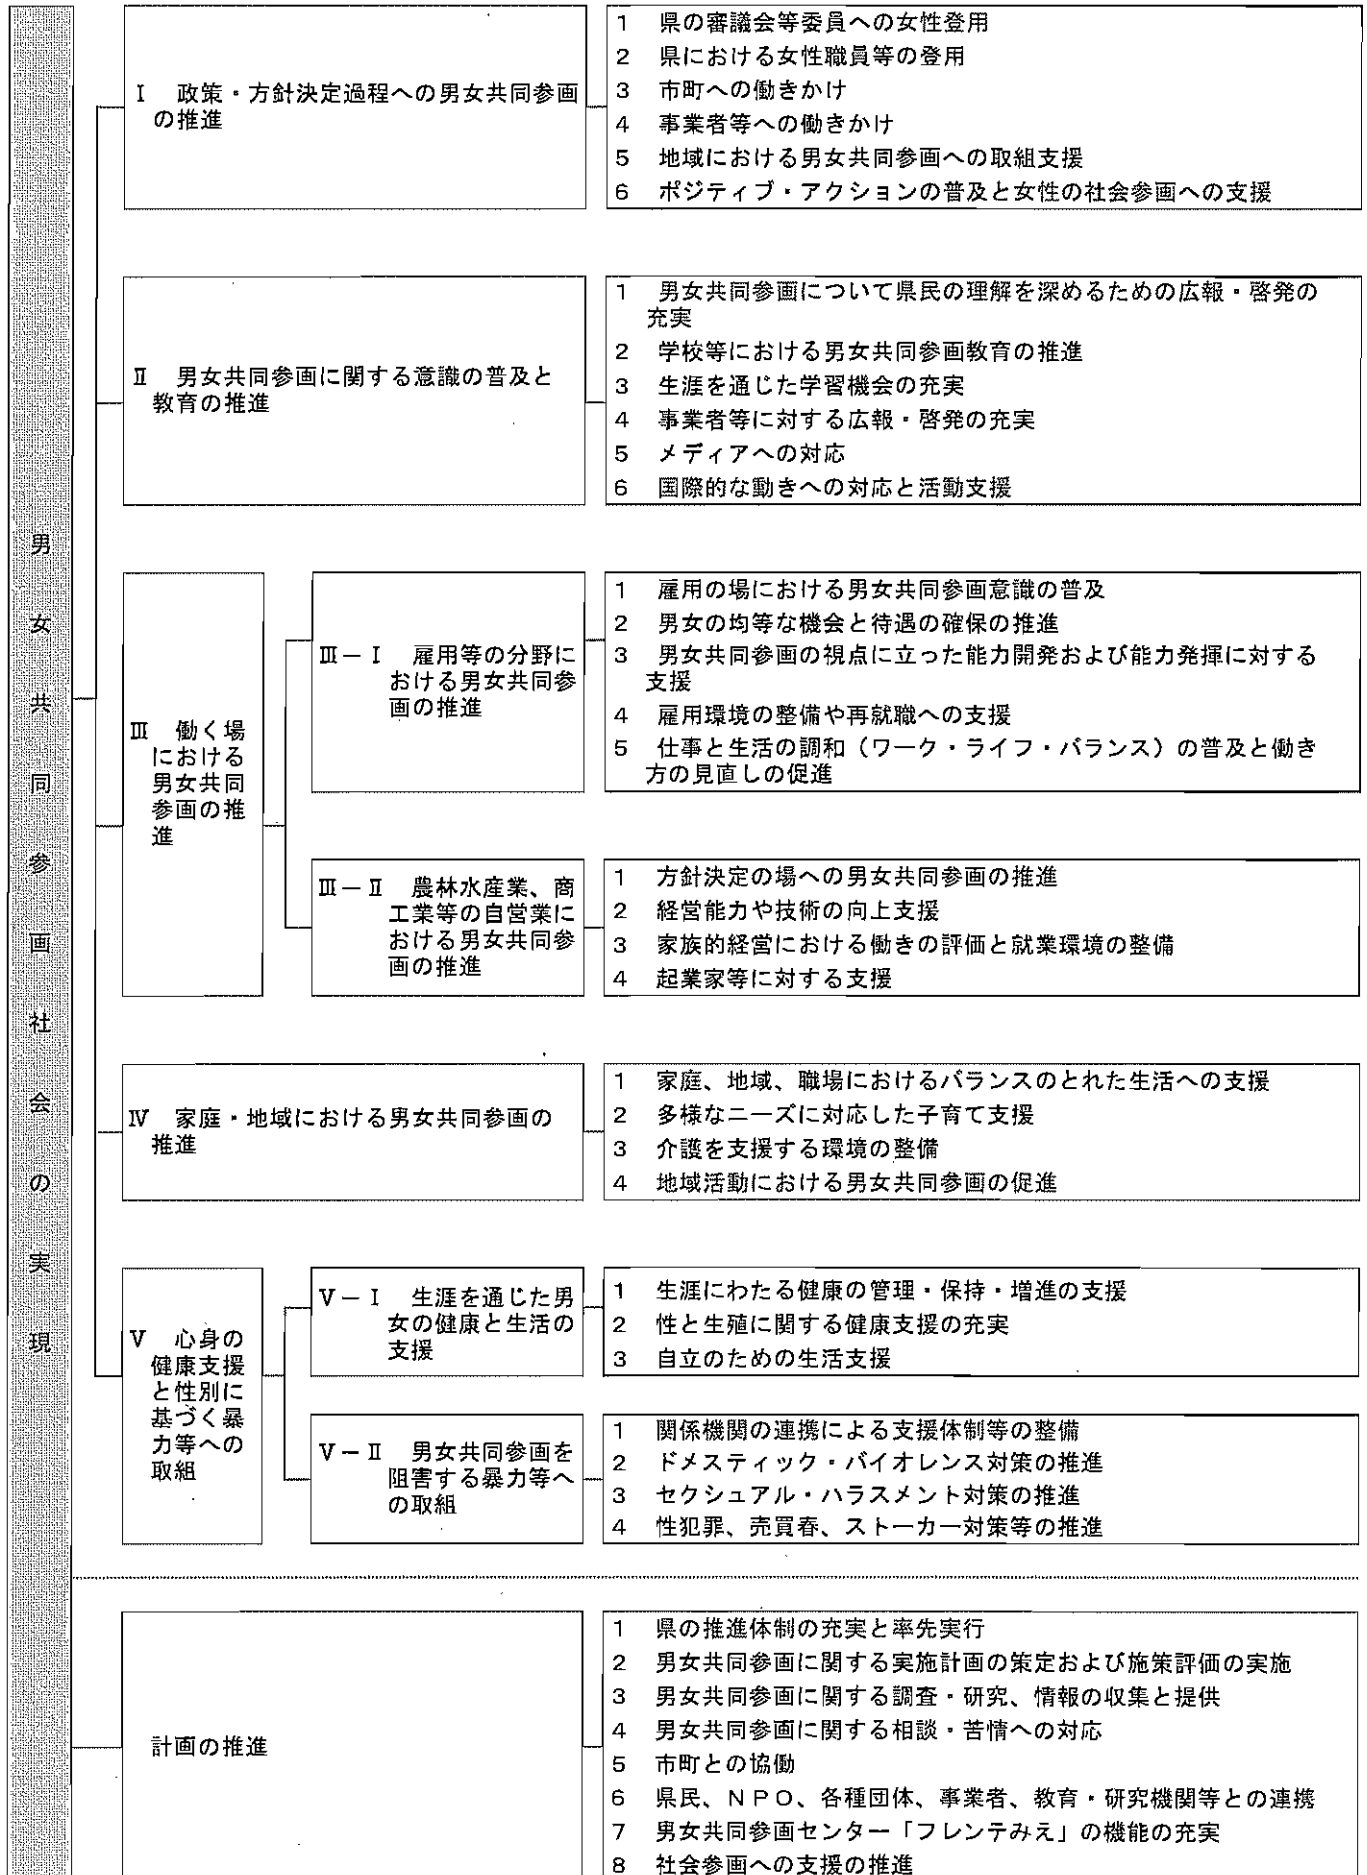 男女共同参画社会の実現
Ⅰ 政策・方針決定過程への男女共同参画
の推進
1 県の審議会等委員への女性登用
2 県における女性職員等の登用
3 市町への働きかけ
4 事業者等への働きかけ
5 地域における男女共同参画への取組支援
6 ポジティブ・アクションの普及と女性の社会参画への支援
Ⅱ 男女共同参画に関する意識の普及と
教育の推進
1 男女共同参画について県民の理解を深めるための広報・啓発の
充実
2 学校等における男女共同参画教育の推進
3 生涯を通じた学習機会の充実
4 事業者等に対する広報・啓発の充実
5 メディアへの対応
6 国際的な動きへの対応と活動支援
Ⅲ 働く場
における
男女共同
参画の推
進
Ⅲ－Ⅰ 雇用等の分野に
おける男女共同参
画の推進
1 雇用の場における男女共同参画意識の普及
2 男女の均等な機会と待遇の確保の推進
3 男女共同参画の視点に立った能力開発および能力発揮に対する
支援
4 雇用環境の整備や再就職への支援
5 仕事と生活の調和（ワーク・ライフ・バランス）の普及と働き
方の見直しの促進
Ⅲ－Ⅱ 農林水産業、商
工業等の自営業に
おける男女共同参
画の推進
1 方針決定の場への男女共同参画の推進
2 経営能力や技術の向上支援
3 家族的経営における働きの評価と就業環境の整備
4 起業家等に対する支援
Ⅳ 家庭・地域における男女共同参画の
推進
1 家庭、地域、職場におけるバランスのとれた生活への支援
2 多様なニーズに対応した子育て支援
3 介護を支援する環境の整備
4 地域活動における男女共同参画の促進
Ⅴ 心身の
健康支援
と性別に
基づく暴
力等への
取組
Ⅴ－Ⅰ 生涯を通じた男
女の健康と生活の
支援
1 生涯にわたる健康の管理・保持・増進の支援
2 性と生殖に関する健康支援の充実
3 自立のための生活支援
Ⅴ－Ⅱ 男女共同参画を
阻害する暴力等へ
の取組
1 関係機関の連携による支援体制等の整備
2 ドメスティック・バイオレンス対策の推進
3 セクシュアル・ハラスメント対策の推進
4 性犯罪、売買春、ストーカー対策等の推進
計画の推進
1 県の推進体制の充実と率先実行
2 男女共同参画に関する実施計画の策定および施策評価の実施
3 男女共同参画に関する調査・研究、情報の収集と提供
4 男女共同参画に関する相談・苦情への対応
5 市町との協働
6 県民、ＮＰＯ、各種団体、事業者、教育・研究機関等との連携
7 男女共同参画センター「フレンテみえ」の機能の充実
8 社会参画への支援の推進